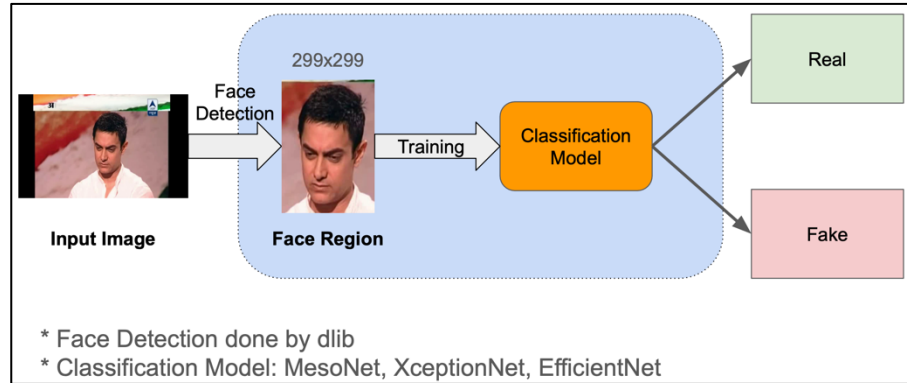 299x299
Face
Detection
Training
Classification
Model
Real
Fake
Input Image
Face Region
* Face Detection done by dlib
* Classification Model: MesoNet, XceptionNet, EfficientNet